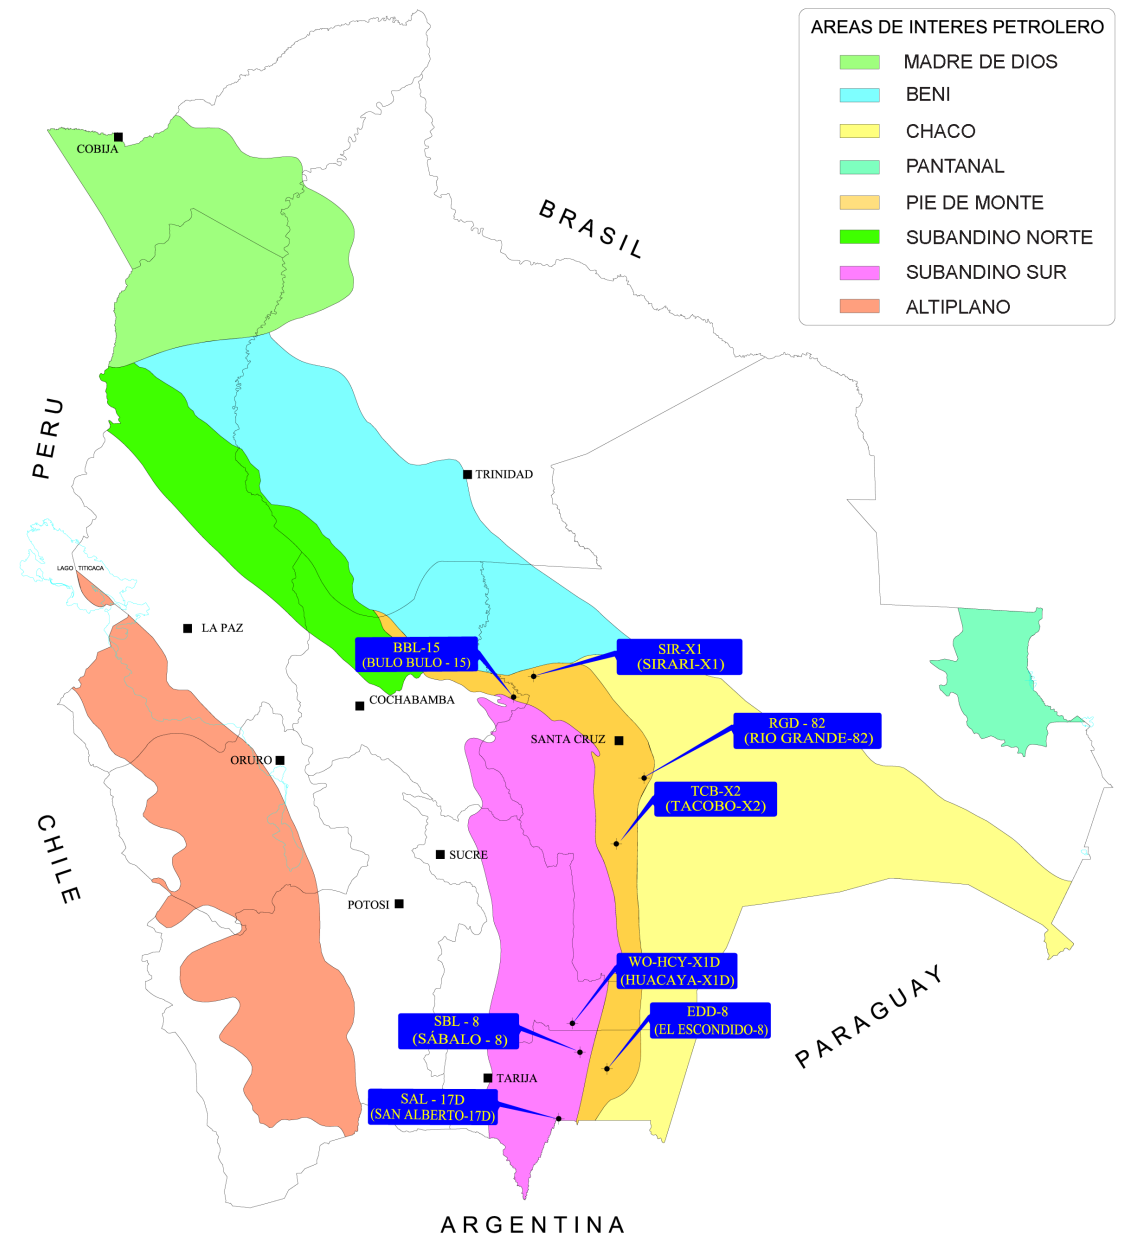 AREAS DE INTERES PETROLERO
MADRE DE DIOS
BENI
CHACO
PANTANAL
PIE DE MONTE
SUBANDINO NORTE
SUBANDINO SUR
ALTIPLANO
COBIJA
BRASIL
PERU
TRINIDAD
LAGO TITICACA
LA PAZ
BBL-15
(BULO BULO - 15)
SIR-X1
(SIRARI-X1)
COCHABAMBA
RGD - 82
(RIO GRANDE-82)
SANTA CRUZ
ORURO
TCB-X2
(TACOBO-X2)
CHILE
SUCRE
POTOSI
WO-HCY-X1D
(HUACAYA-X1D)
PARAGUAY
EDD-8
(EL ESCONDIDO-8)
SBL - 8
(SÁBALO - 8)
TARIJA
SAL - 17D
(SAN ALBERTO-17D)
ARGENTINA